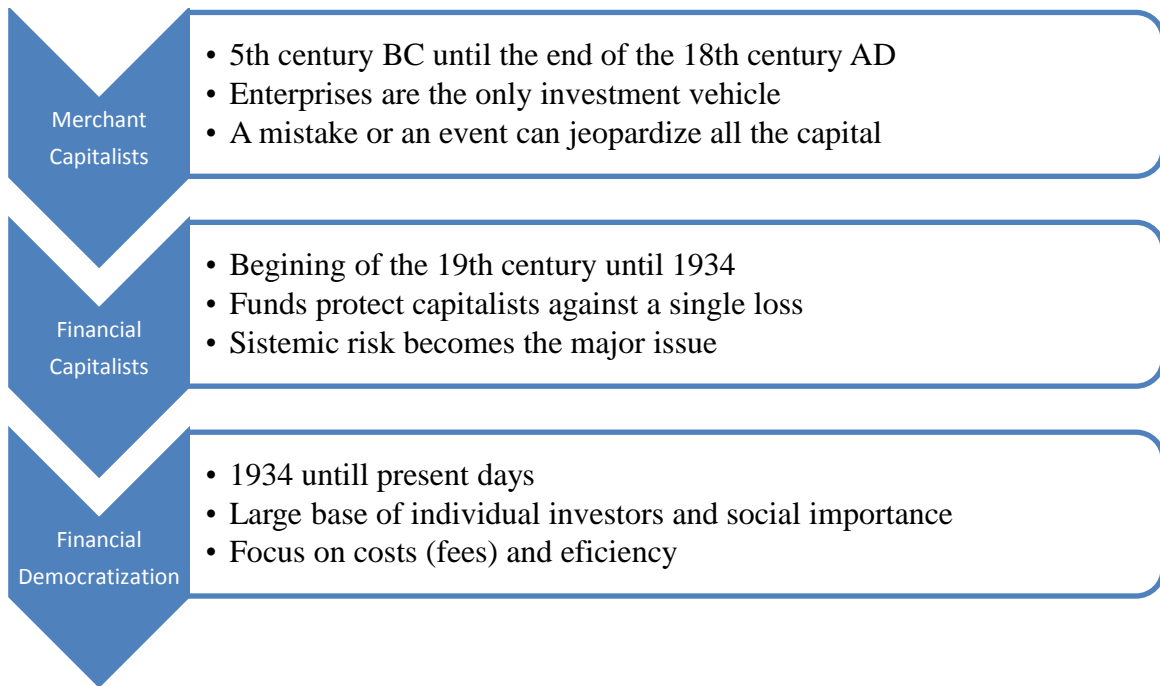 Merchant
Capitalists
• 5th century BC until the end of the 18th century AD
• Enterprises are the only investment vehicle
• A mistake or an event can jeopardize all the capital
Financial
Capitalists
• Begining of the 19th century until 1934
• Funds protect capitalists against a single loss
• Sistemic risk becomes the major issue
Financial
Democratization
• 1934 untill present days
• Large base of individual investors and social importance
• Focus on costs (fees) and eficiency